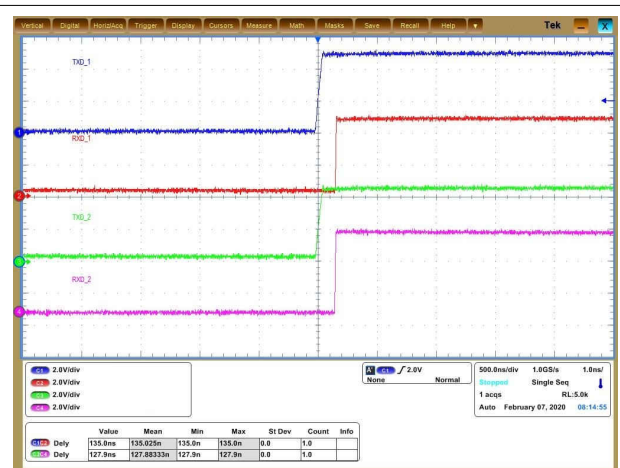 Vertical Digital Horiz/Acq Trigger Display Cursors Measure Math Masks Save Recall Help Tek X
TXD_1
1
RXD_1
2
TXD_2
RXD_2
4
C1 2.0V/div
C2 2.0V/div
2.0V/div
C4 2.0V/div
A' C1 2.0V
None Normal
500.0ns/div 1.0GS/s 1.0ns/
Stopped Single Seq
1 acqs RL:5.0k
Auto February 07, 2020 08:14:55
Value Mean Min Max St Dev Count Info
C1C2 Dely 135.0ns 135.025n 135.0n 135.0n 0.0 1.0
Dely 127.9ns 127.88333n 127.9n 127.9n 0.0 1.0